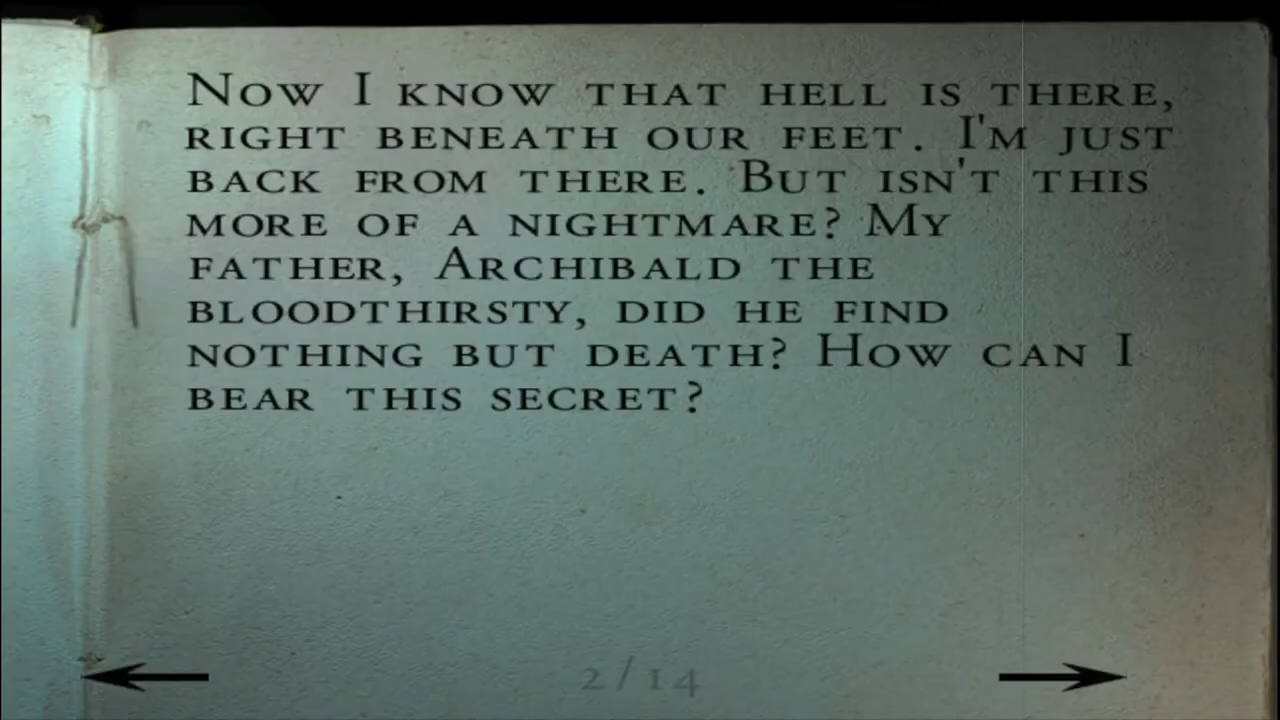 Now I know that hell is there,
right beneath our feet. I'm just
back from there. But isn't this
more of a nightmare? My
father, Archibald the
bloodthirsty, did he find
nothing but death? How can I
bear this secret?
2/14